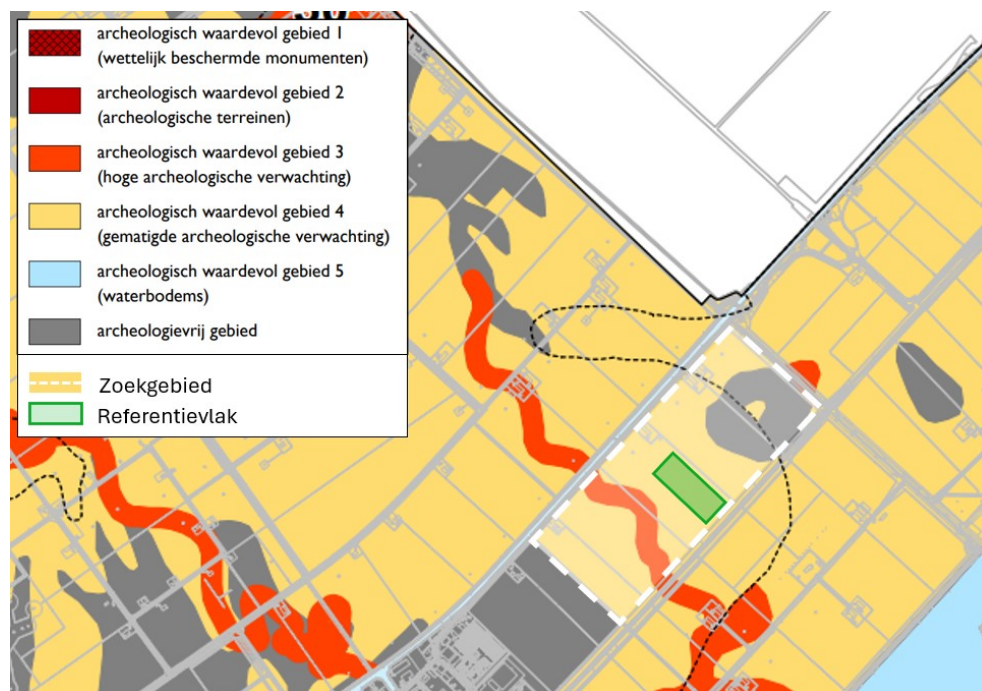 archeologisch waardevol gebied 1
(wettelijk beschermde monumenten)
archeologisch waardevol gebied 2
(archeologische terreinen)
archeologisch waardevol gebied 3
(hoge archeologische verwachting)
archeologisch waardevol gebied 4
(gematigde archeologische verwachting)
archeologisch waardevol gebied 5
(waterbodems)
archeologievrij gebied
Zoekgebied
Referentievlak